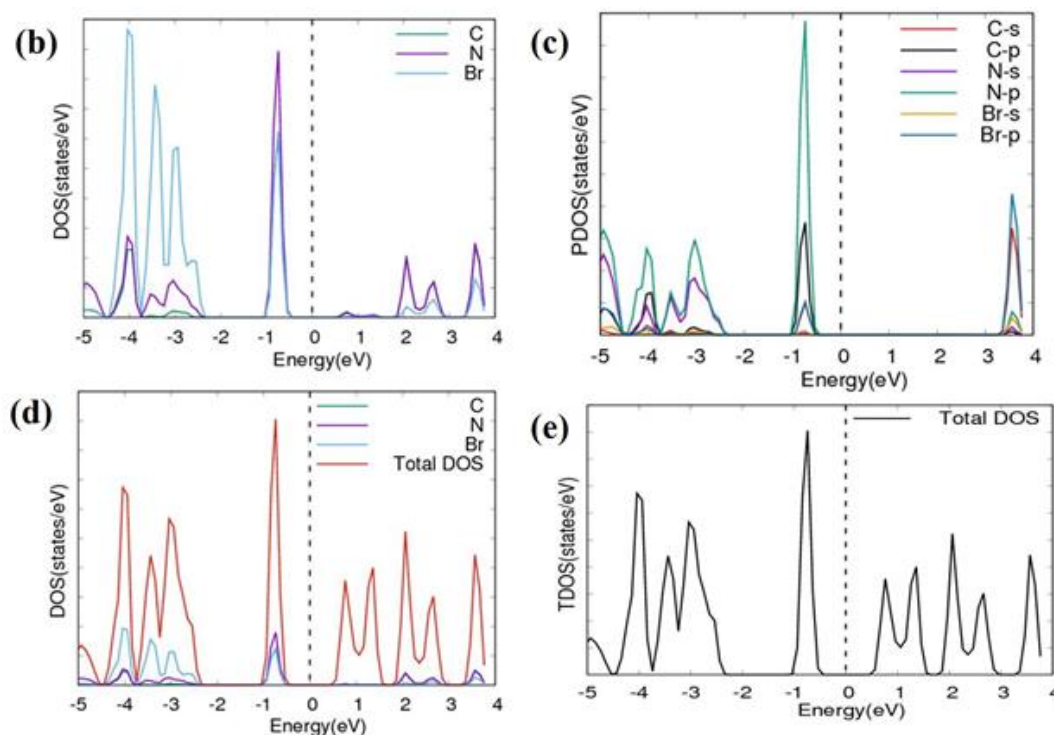 (b)
C
N
Br
DOS(states/eV)
-5 -4 -3 -2 -1 0 1 2 3 4
Energy(eV)
(c)
C-s
C-p
N-s
N-p
Br-s
Br-p
PDOS(states/eV)
-5 -4 -3 -2 -1 0 1 2 3 4
Energy(eV)
(d)
C
N
Br
Total DOS
DOS(states/eV)
-5 -4 -3 -2 -1 0 1 2 3 4
Energy(eV)
(e)
Total DOS
TDOS(states/eV)
-5 -4 -3 -2 -1 0 1 2 3 4
Energy(eV)